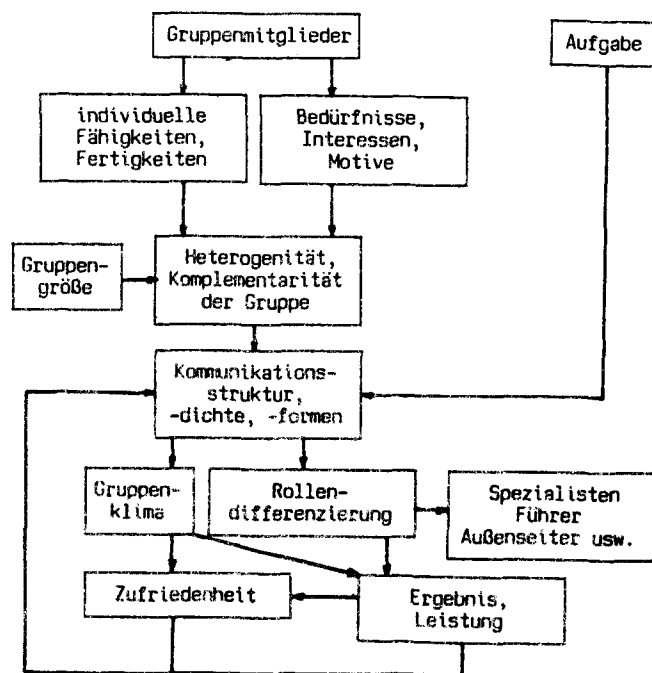 Gruppenmitglieder
Aufgabe
individuelle
Fähigkeiten,
Fertigkeiten
Bedürfnisse,
Interessen,
Motive
Gruppen-
größe
Heterogenität,
Komplementarität
der Gruppe
Kommunikations-
struktur,
-dichte, -formen
Gruppen-
klima
Rollen-
differenzierung
Spezialisten
Führer
Außenseiter usw.
Zufriedenheit
Ergebnis,
Leistung